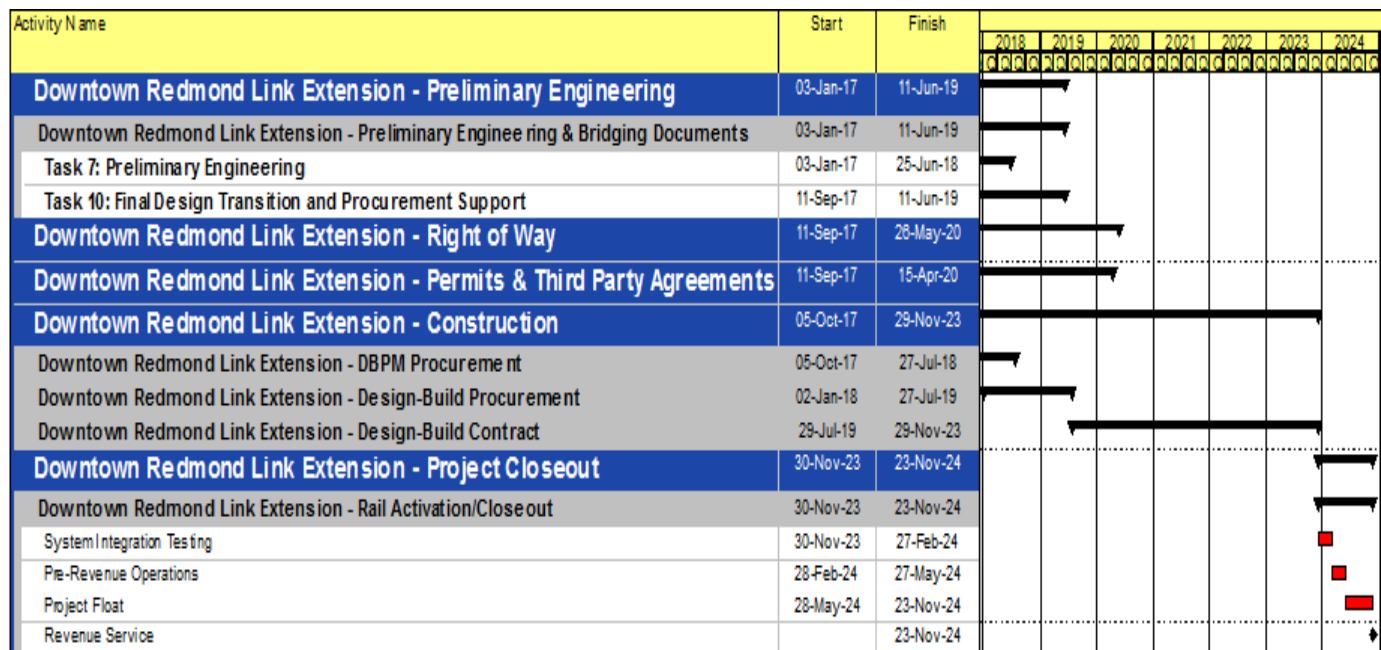 Activity Name Start Finish
2018 2019 2020 2021 2022 2023 2024
Q Q Q Q Q Q Q Q Q Q Q Q Q Q Q Q Q Q Q Q Q Q Q Q Q Q Q Q
Downtown Redmond Link Extension - Preliminary Engineering 03-Jan-17 11-Jun-19
Downtown Redmond Link Extension - Preliminary Engineering & Bridging Documents 03-Jan-17 11-Jun-19
Task 7: Preliminary Engineering 03-Jan-17 25-Jun-18
Task 10: Final Design Transition and Procurement Support 11-Sep-17 11-Jun-19
Downtown Redmond Link Extension - Right of Way 11-Sep-17 26-May-20
Downtown Redmond Link Extension - Permits & Third Party Agreements 11-Sep-17 15-Apr-20
Downtown Redmond Link Extension - Construction 05-Oct-17 29-Nov-23
Downtown Redmond Link Extension - DBPM Procurement 05-Oct-17 27-Jul-18
Downtown Redmond Link Extension - Design-Build Procurement 02-Jan-18 27-Jul-19
Downtown Redmond Link Extension - Design-Build Contract 29-Jul-19 29-Nov-23
Downtown Redmond Link Extension - Project Closeout 30-Nov-23 23-Nov-24
Downtown Redmond Link Extension - Rail Activation/Closeout 30-Nov-23 23-Nov-24
System Integration Testing 30-Nov-23 27-Feb-24
Pre-Revenue Operations 28-Feb-24 27-May-24
Project Float 28-May-24 23-Nov-24
Revenue Service 23-Nov-24